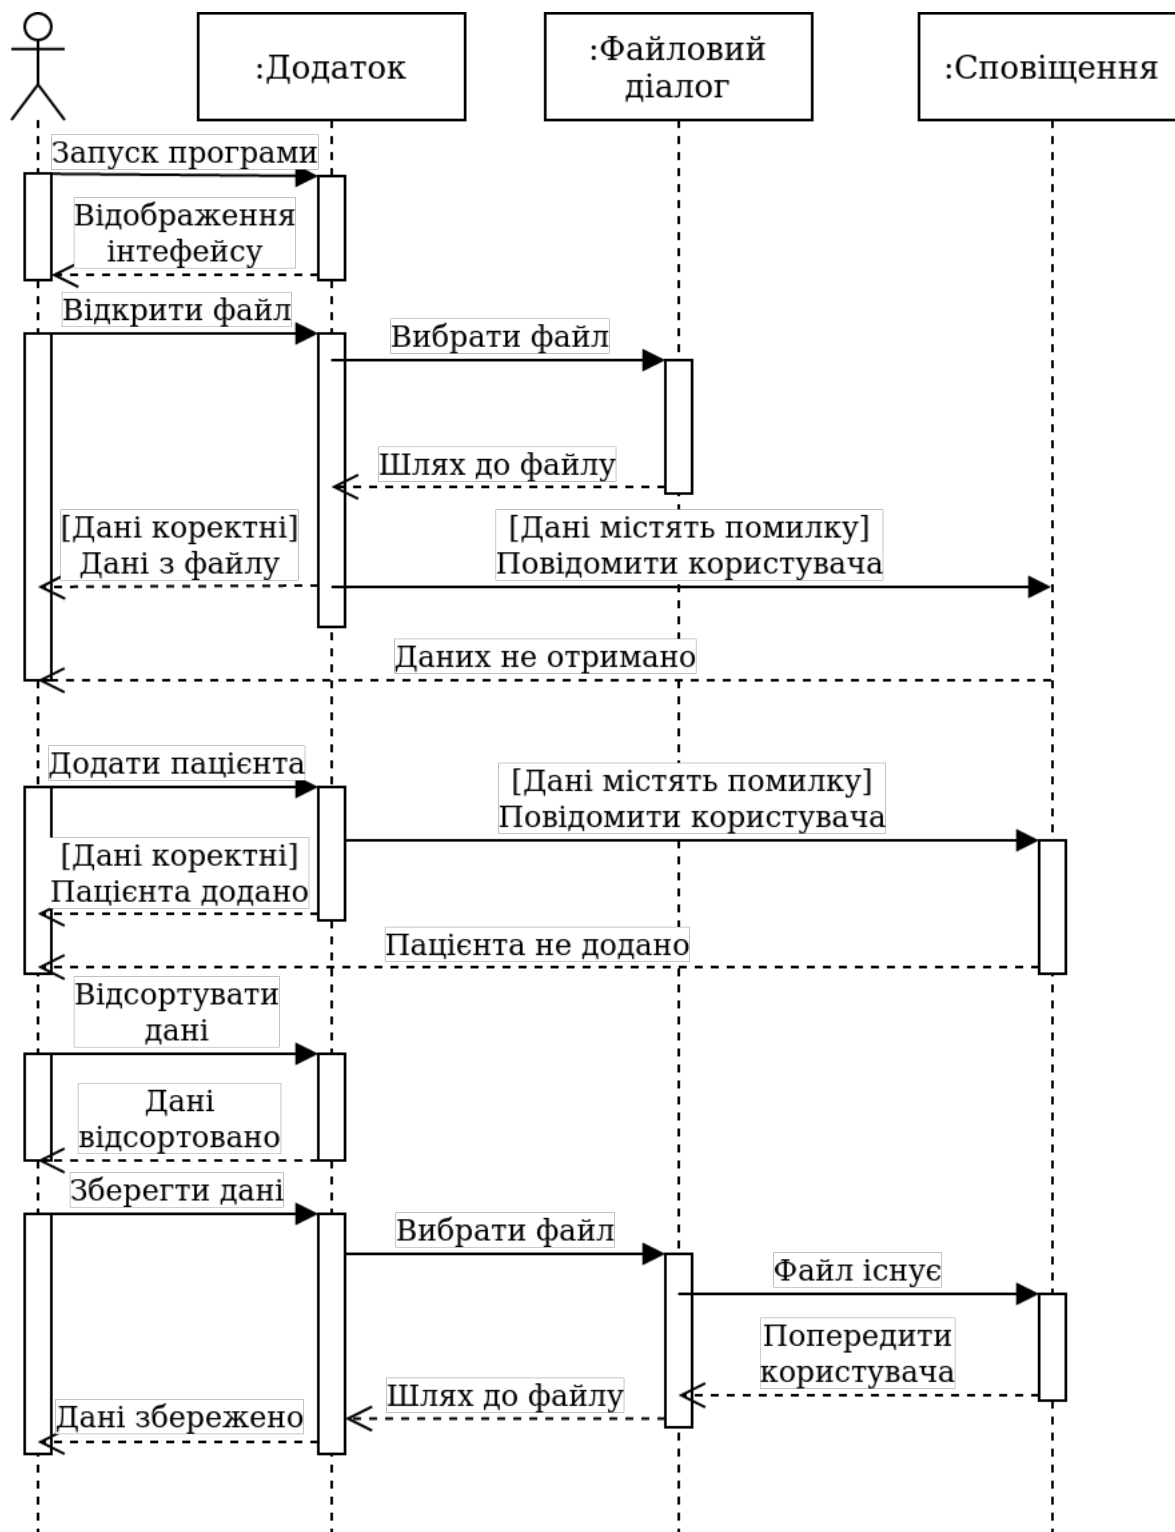 :Додаток
:Файловий
діалог
:Сповіщення
Запуск програми
Відображення
інтефейсу
Відкрити файл
Вибрати файл
Шлях до файлу
[Дані коректні]
Дані з файлу
[Дані містять помилку]
Повідомити користувача
Даних не отримано
Додати пацієнта
[Дані містять помилку]
Повідомити користувача
[Дані коректні]
Пацієнта додано
Пацієнта не додано
Відсортувати
дані
Дані
відсортовано
Зберегти дані
Вибрати файл
Файл існує
Попередити
користувача
Шлях до файлу
Дані збережено